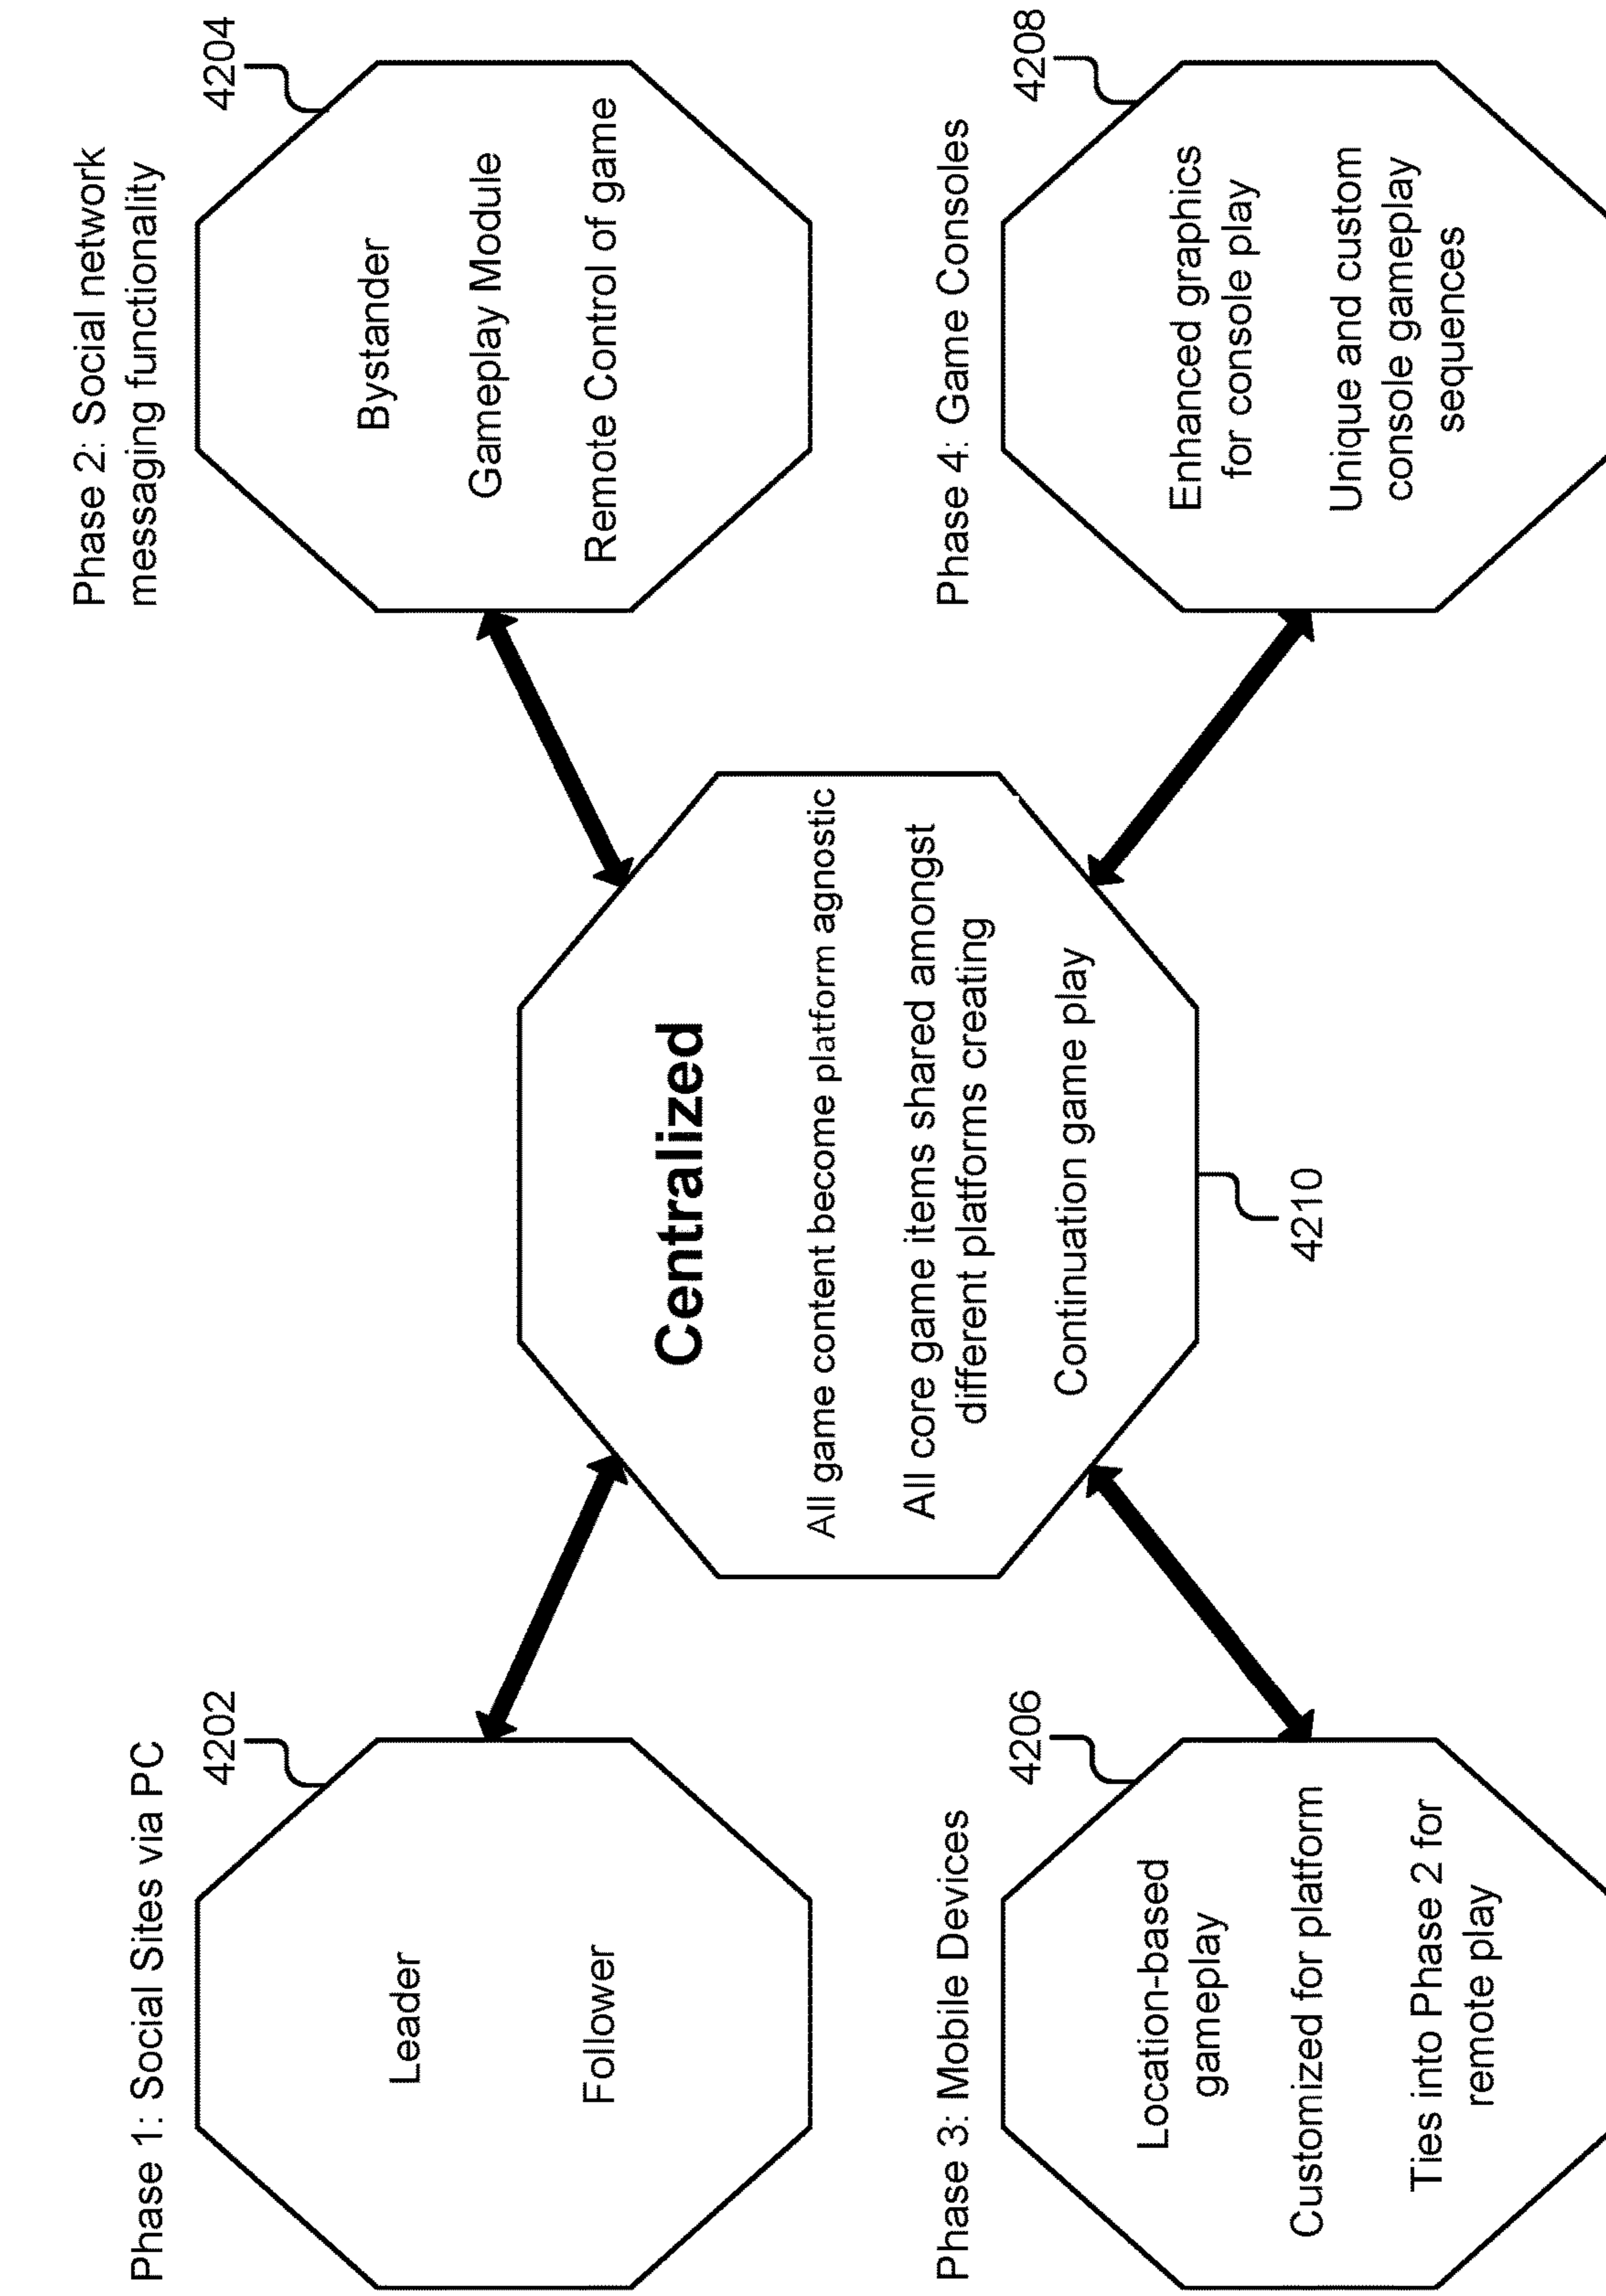 Phase 1: Social Sites via PC
4202
Leader
Follower
Phase 2: Social network
messaging functionality
4204
Bystander
Gameplay Module
Remote Control of game
Centralized
All game content become platform agnostic
All core game items shared amongst
different platforms creating
Continuation game play
4210
Phase 3: Mobile Devices
4206
Location-based
gameplay
Customized for platform
Ties into Phase 2 for
remote play
Phase 4: Game Consoles
4208
Enhanced graphics
for console play
Unique and custom
console gameplay
sequences